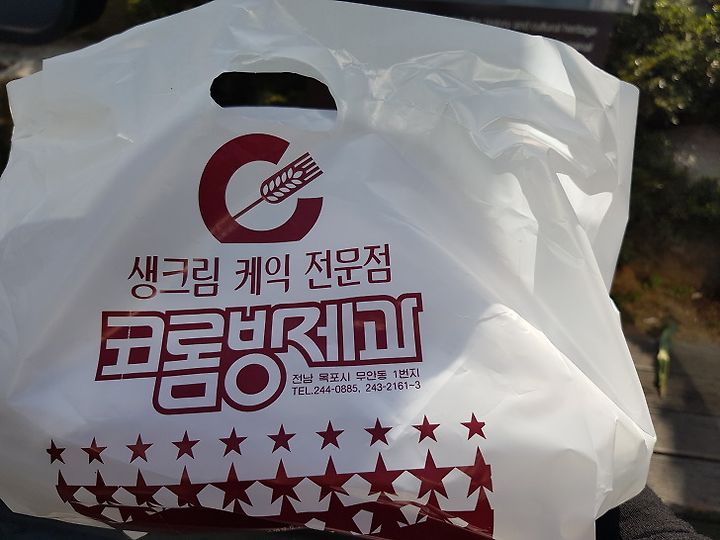 생크림 케익 전문점
코롬방제과
전남 목포시 무안동 1번지
TEL.244-0885, 243-2161~3